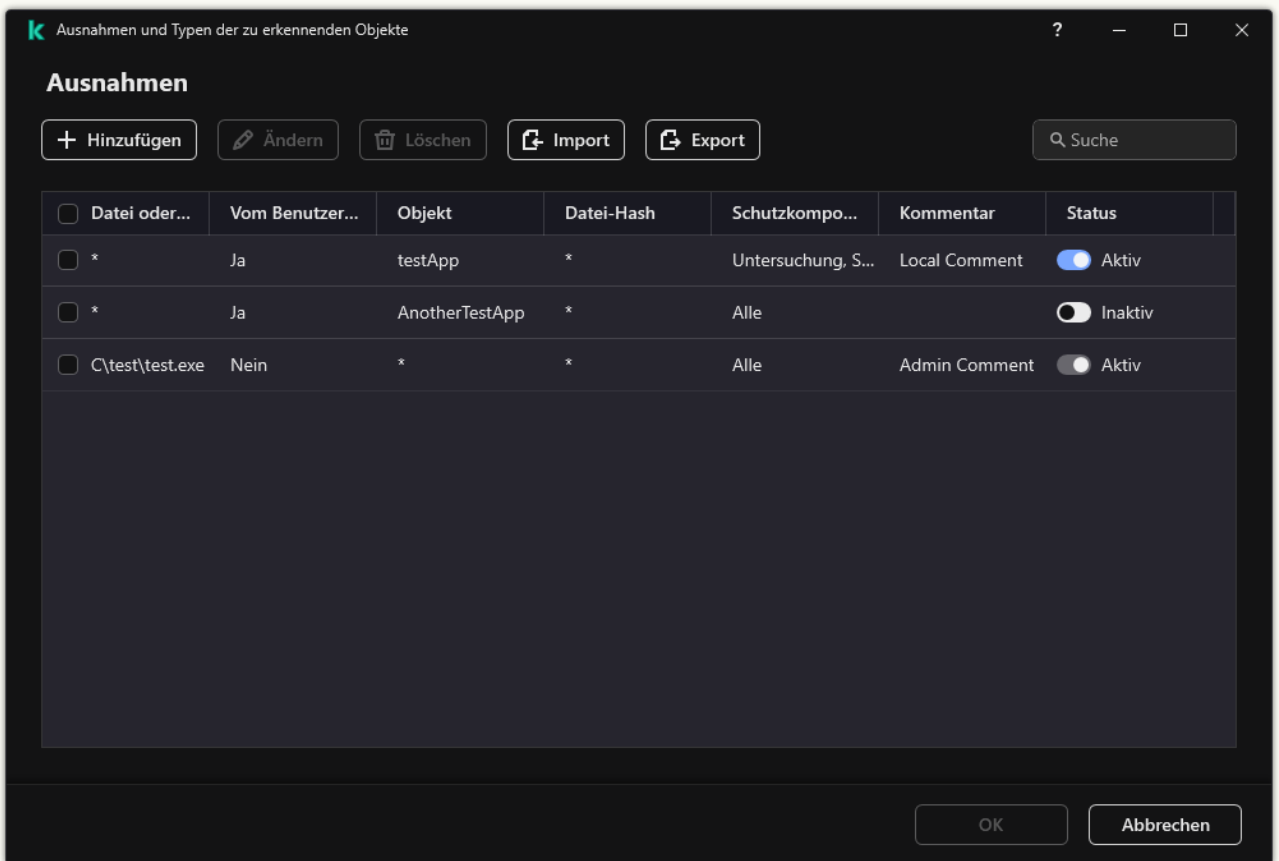 Ausnahmen und Typen der zu erkennenden Objekte
?
Ausnahmen
Hinzufügen Ändern Löschen Import Export Suche
Datei oder... Vom Benutzer... Objekt Datei-Hash Schutzkompo... Kommentar Status
* Ja testApp * Untersuchung, S... Local Comment Aktiv
* Ja AnotherTestApp * Alle Inaktiv
C\test\test.exe Nein * * Alle Admin Comment Aktiv
OK Abbrechen